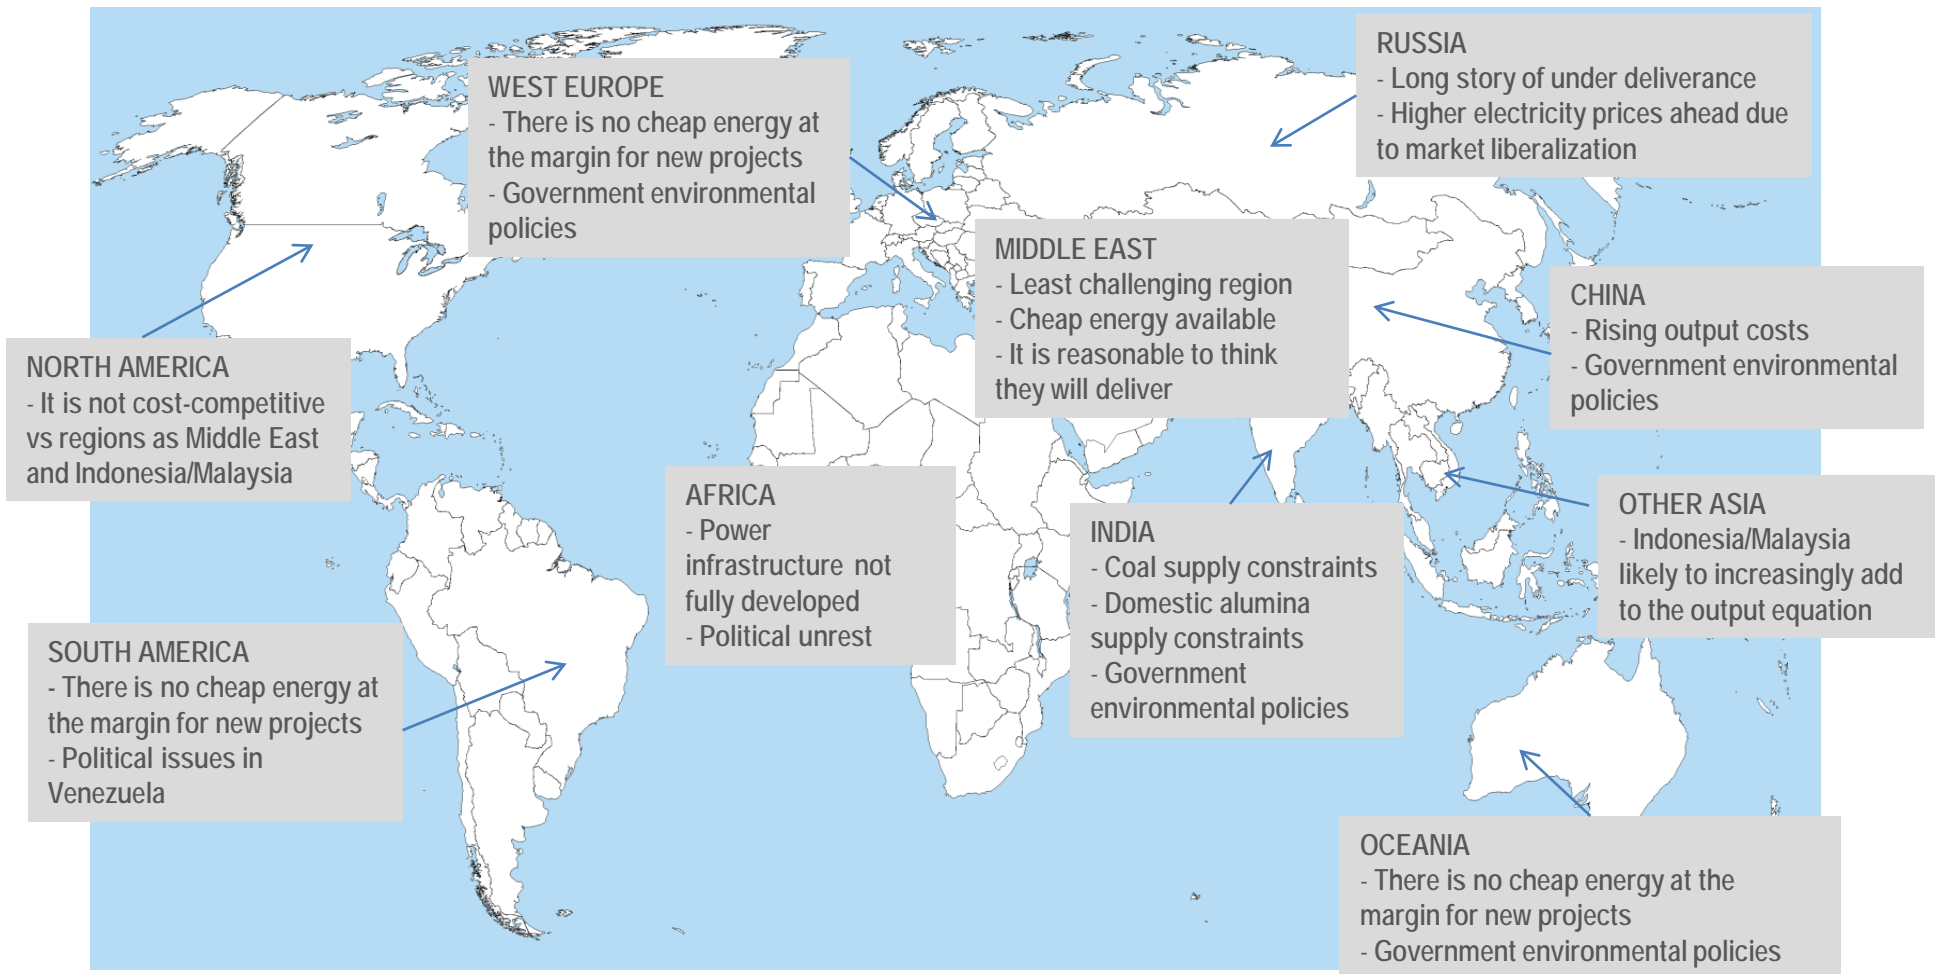 WEST EUROPE
- There is no cheap energy at
the margin for new projects
- Government environmental
policies
RUSSIA
- Long story of under deliverance
- Higher electricity prices ahead due
to market liberalization
MIDDLE EAST
- Least challenging region
- Cheap energy available
- It is reasonable to think
they will deliver
CHINA
- Rising output costs
- Government environmental
policies
NORTH AMERICA
- It is not cost-competitive
vs regions as Middle East
and Indonesia/Malaysia
AFRICA
- Power
infrastructure not
fully developed
- Political unrest
INDIA
- Coal supply constraints
- Domestic alumina
supply constraints
- Government
environmental policies
OTHER ASIA
- Indonesia/Malaysia
likely to increasingly add
to the output equation
SOUTH AMERICA
- There is no cheap energy at
the margin for new projects
- Political issues in
Venezuela
OCEANIA
- There is no cheap energy at the
margin for new projects
- Government environmental policies